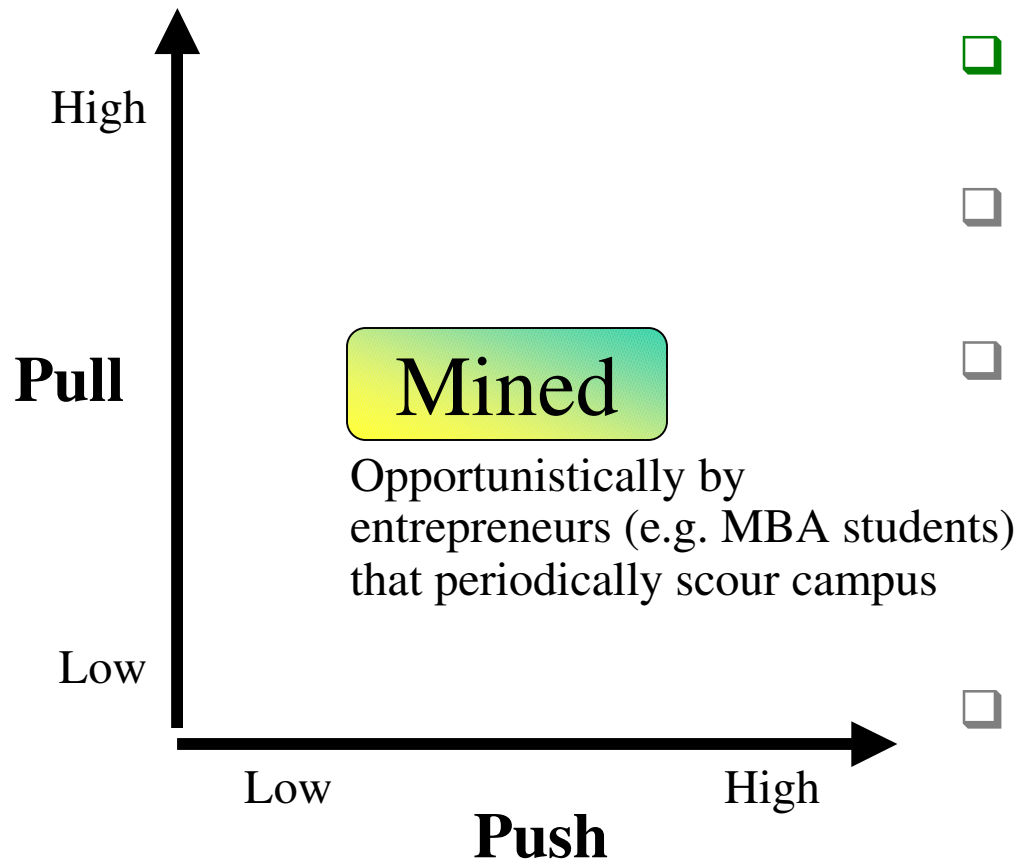 High
Pull
Mined
Opportunistically by
entrepreneurs (e.g. MBA students)
that periodically scour campus
Low
Low
High
Push